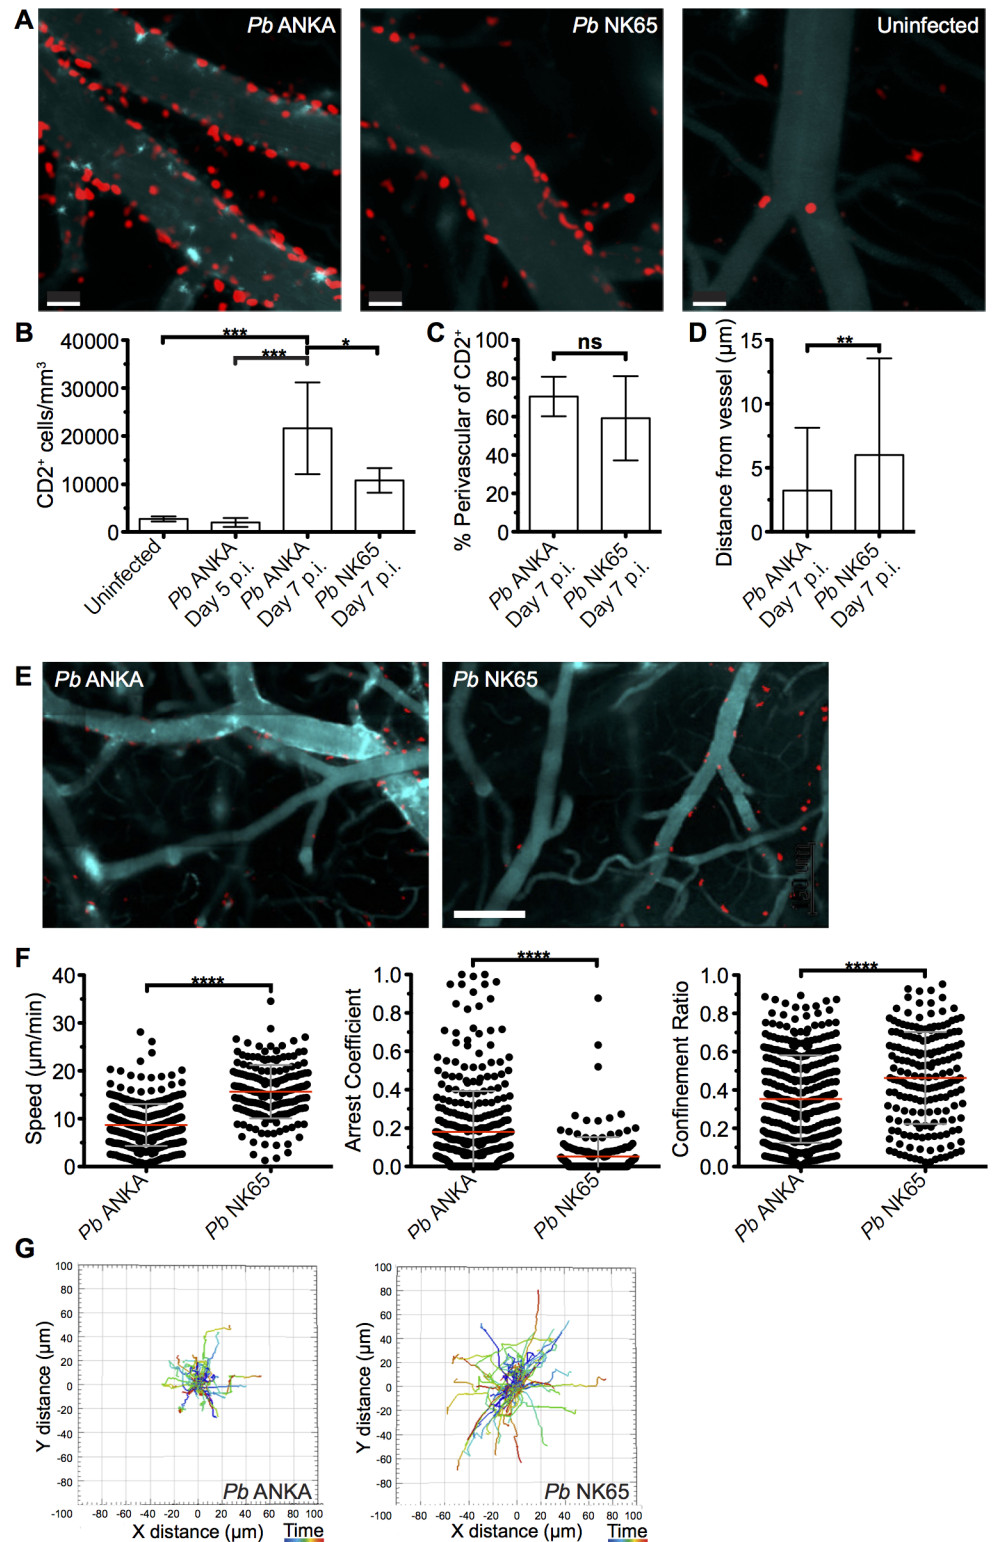 A
Pb ANKA
Pb NK65
Uninfected
B
CD2⁺ cells/mm³
40000
30000
20000
10000
0
***
***
*
Uninfected
Pb ANKA
Day 5 p.i.
Pb ANKA
Day 7 p.i.
Pb NK65
Day 7 p.i.
C
% Perivascular of CD2⁺
100
80
60
40
20
0
ns
Pb ANKA
Day 7 p.i.
Pb NK65
Day 7 p.i.
D
Distance from vessel (µm)
15
10
5
0
**
Pb ANKA
Day 7 p.i.
Pb NK65
Day 7 p.i.
E
Pb ANKA
Pb NK65
F
Speed (µm/min)
40
30
20
10
0
****
Pb ANKA
Pb NK65
Arrest Coefficient
1.0
0.8
0.6
0.4
0.2
0.0
****
Pb ANKA
Pb NK65
Confinement Ratio
1.0
0.8
0.6
0.4
0.2
0.0
****
Pb ANKA
Pb NK65
G
Y distance (µm)
100
80
60
40
20
0
-20
-40
-60
-80
Pb ANKA
-100 -80 -60 -40 -20 0 20 40 60 80 100
X distance (µm)
Time
Y distance (µm)
100
80
60
40
20
0
-20
-40
-60
-80
Pb NK65
-100 -80 -60 -40 -20 0 20 40 60 80 100
X distance (µm)
Time